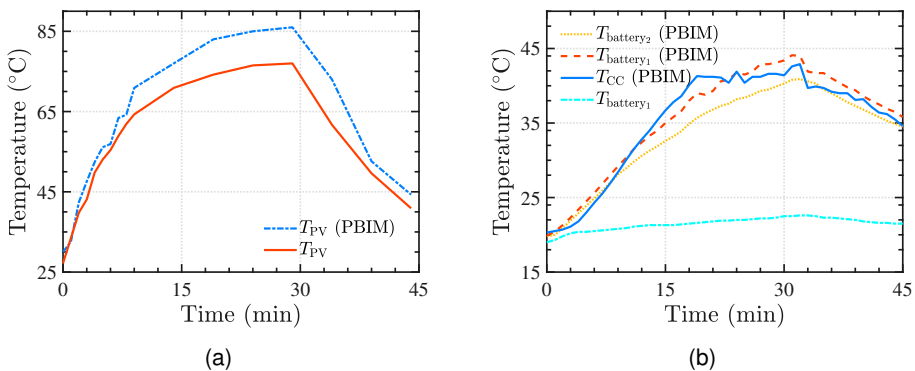 85
65
45
25
Temperature (°C)
T_PV (PBIM)
T_PV
0 15 30 45
Time (min)
(a)
45
35
25
15
Temperature (°C)
T_battery₂ (PBIM)
T_battery₁ (PBIM)
T_CC (PBIM)
T_battery₁
0 15 30 45
Time (min)
(b)